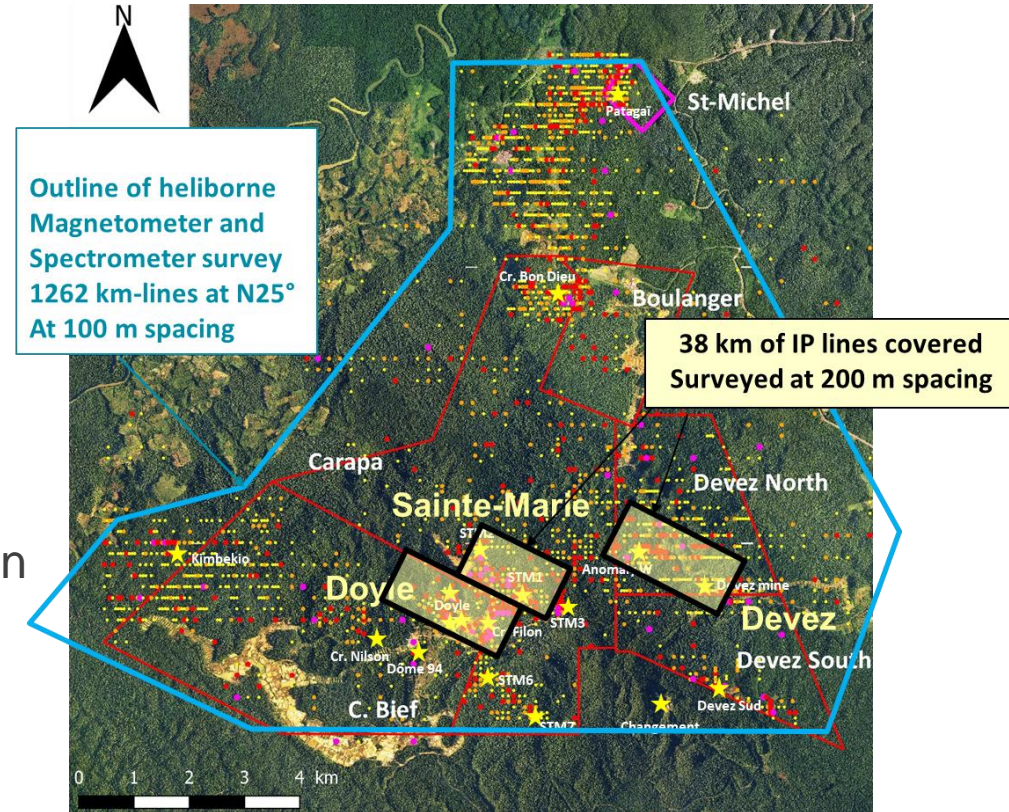 N
Outline of heliborne
Magnetometer and
Spectrometer survey
1262 km-lines at N25°
At 100 m spacing
St-Michel
Patagaï
Cr. Bon Dieu
Boulanger
38 km of IP lines covered
Surveyed at 200 m spacing
Carapa
Devez North
Sainte-Marie
STM1
Anomaly W
n
Kimbekio
Doyle
Doyle
Devez mine
Devez
Cr. Filon
STM3
Cr. Nilson
Dôme 94
Devez South
STM6
Devez Sud
C. Bief
STM7
Changement
0 1 2 3 4 km